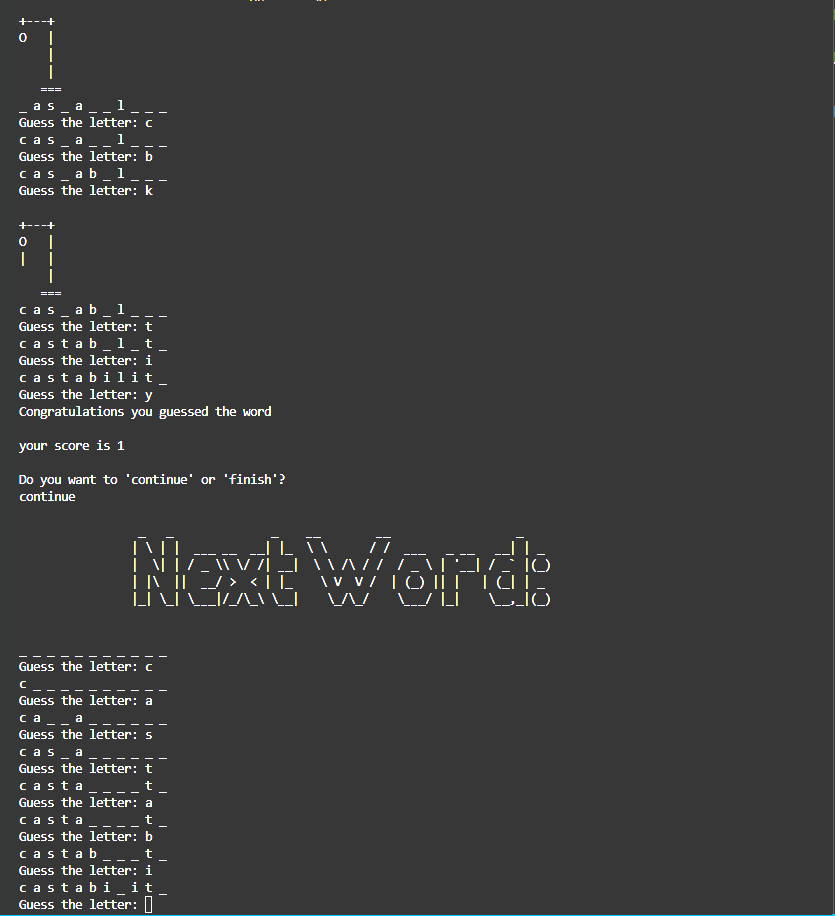 +---+
O   |
    |
    |
   ===
_ a s _ a _ _ l _ _ _
Guess the letter: c
c a s _ a _ _ l _ _ _
Guess the letter: b
c a s _ a b _ l _ _ _
Guess the letter: k
+---+
O   |
|   |
    |
   ===
c a s _ a b _ l _ _ _
Guess the letter: t
c a s t a b _ l _ t _
Guess the letter: i
c a s t a b i l i t _
Guess the letter: y
Congratulations you guessed the word
your score is 1
Do you want to 'continue' or 'finish'?
continue
Next Word:
_ _ _ _ _ _ _ _ _ _ _
Guess the letter: c
c _ _ _ _ _ _ _ _ _ _
Guess the letter: a
c a _ _ a _ _ _ _ _ _
Guess the letter: s
c a s _ a _ _ _ _ _ _
Guess the letter: t
c a s t a _ _ _ _ t _
Guess the letter: a
c a s t a _ _ _ _ t _
Guess the letter: b
c a s t a b _ _ _ t _
Guess the letter: i
c a s t a b i _ i t _
Guess the letter: